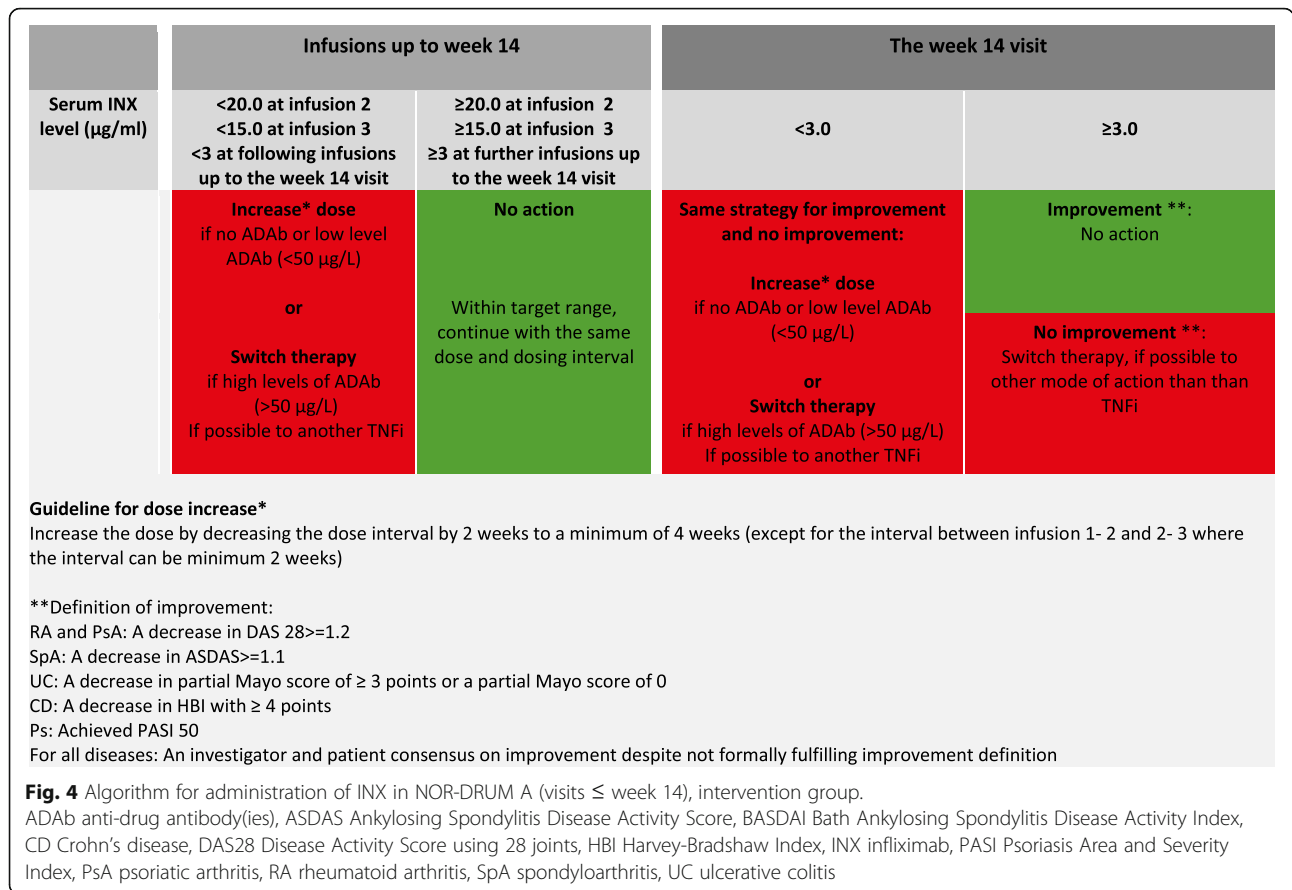 Infusions up to week 14
The week 14 visit
Serum INX
level (µg/ml)
<20.0 at infusion 2
<15.0 at infusion 3
<3 at following infusions
up to the week 14 visit
≥20.0 at infusion 2
≥15.0 at infusion 3
≥3 at further infusions up
to the week 14 visit
<3.0
≥3.0
Increase* dose
if no ADAb or low level
ADAb (<50 µg/L)
or
Switch therapy
if high levels of ADAb
(>50 µg/L)
If possible to another TNFi
No action
Within target range,
continue with the same
dose and dosing interval
Same strategy for improvement
and no improvement:
Increase* dose
if no ADAb or low level ADAb
(<50 µg/L)
or
Switch therapy
if high levels of ADAb (>50 µg/L)
If possible to another TNFi
Improvement **:
No action
No improvement **:
Switch therapy, if possible to
other mode of action than than
TNFi
Guideline for dose increase*
Increase the dose by decreasing the dose interval by 2 weeks to a minimum of 4 weeks (except for the interval between infusion 1- 2 and 2- 3 where
the interval can be minimum 2 weeks)
**Definition of improvement:
RA and PsA: A decrease in DAS 28>=1.2
SpA: A decrease in ASDAS>=1.1
UC: A decrease in partial Mayo score of ≥ 3 points or a partial Mayo score of 0
CD: A decrease in HBI with ≥ 4 points
Ps: Achieved PASI 50
For all diseases: An investigator and patient consensus on improvement despite not formally fulfilling improvement definition
Fig. 4 Algorithm for administration of INX in NOR-DRUM A (visits ≤ week 14), intervention group.
ADAb anti-drug antibody(ies), ASDAS Ankylosing Spondylitis Disease Activity Score, BASDAI Bath Ankylosing Spondylitis Disease Activity Index,
CD Crohn's disease, DAS28 Disease Activity Score using 28 joints, HBI Harvey-Bradshaw Index, INX infliximab, PASI Psoriasis Area and Severity
Index, PsA psoriatic arthritis, RA rheumatoid arthritis, SpA spondyloarthritis, UC ulcerative colitis